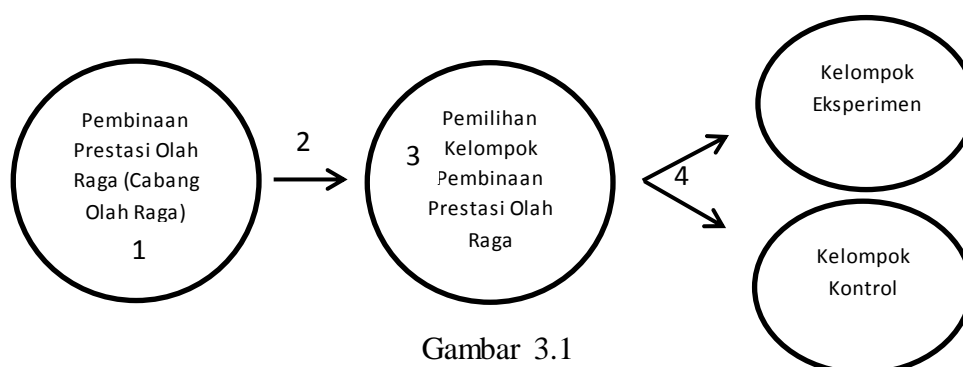 Pembinaan
Prestasi Olah
Raga (Cabang
Olah Raga)
1
2
3
Pemilihan
Kelompok
Pembinaan
Prestasi Olah
Raga
4
Kelompok
Eksperimen
Kelompok
Kontrol
Gambar 3.1